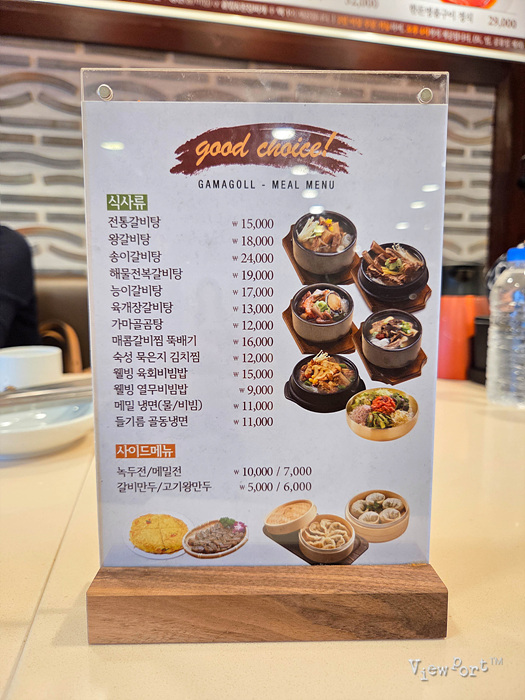 29,000
good choice!
GAMAGOLL - MEAL MENU
식사류
전통갈비탕 ₩ 15,000
왕갈비탕 ₩ 18,000
송이갈비탕 ₩ 24,000
해물전복갈비탕 ₩ 19,000
능이갈비탕 ₩ 17,000
육개장갈비탕 ₩ 13,000
가마골곰탕 ₩ 12,000
매콤갈비찜 뚝배기 ₩ 16,000
숙성 묵은지 김치찜 ₩ 12,000
웰빙 육회비빔밥 ₩ 15,000
웰빙 열무비빔밥 ₩ 9,000
메밀 냉면(물/비빔) ₩ 11,000
들기름 골동냉면 ₩ 11,000
사이드메뉴
녹두전/메밀전 ₩ 10,000 / 7,000
갈비만두/고기왕만두 ₩ 5,000 / 6,000
Viewport™